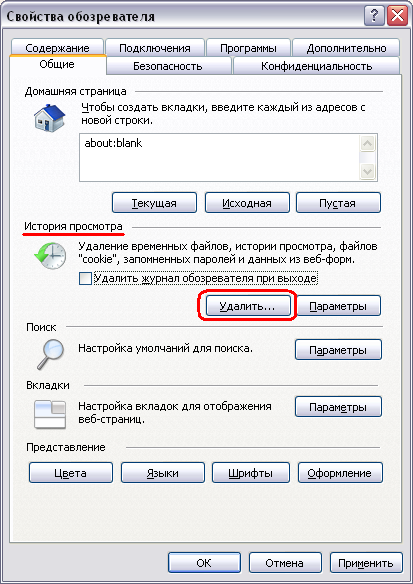 Свойства обозревателя
Содержание Подключения Программы Дополнительно
Общие Безопасность Конфиденциальность
Домашняя страница
Чтобы создать вкладки, введите каждый из адресов с
новой строки.
about:blank
Текущая Исходная Пустая
История просмотра
Удаление временных файлов, истории просмотра, файлов
"cookie", запомненных паролей и данных из веб-форм.
Удалить журнал обозревателя при выходе
Удалить... Параметры
Поиск
Настройка умолчаний для поиска.
Параметры
Вкладки
Настройка вкладок для отображения
веб-страниц.
Параметры
Представление
Цвета Языки Шрифты Оформление
ОК Отмена Применить